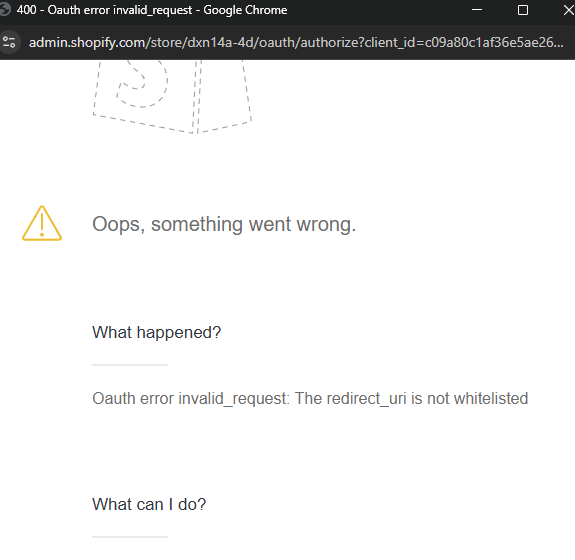 400 - Oauth error invalid_request - Google Chrome
admin.shopify.com/store/dxn14a-4d/oauth/authorize?client_id=c09a80c1af36e5ae26...
Oops, something went wrong.
What happened?
Oauth error invalid_request: The redirect_uri is not whitelisted
What can I do?